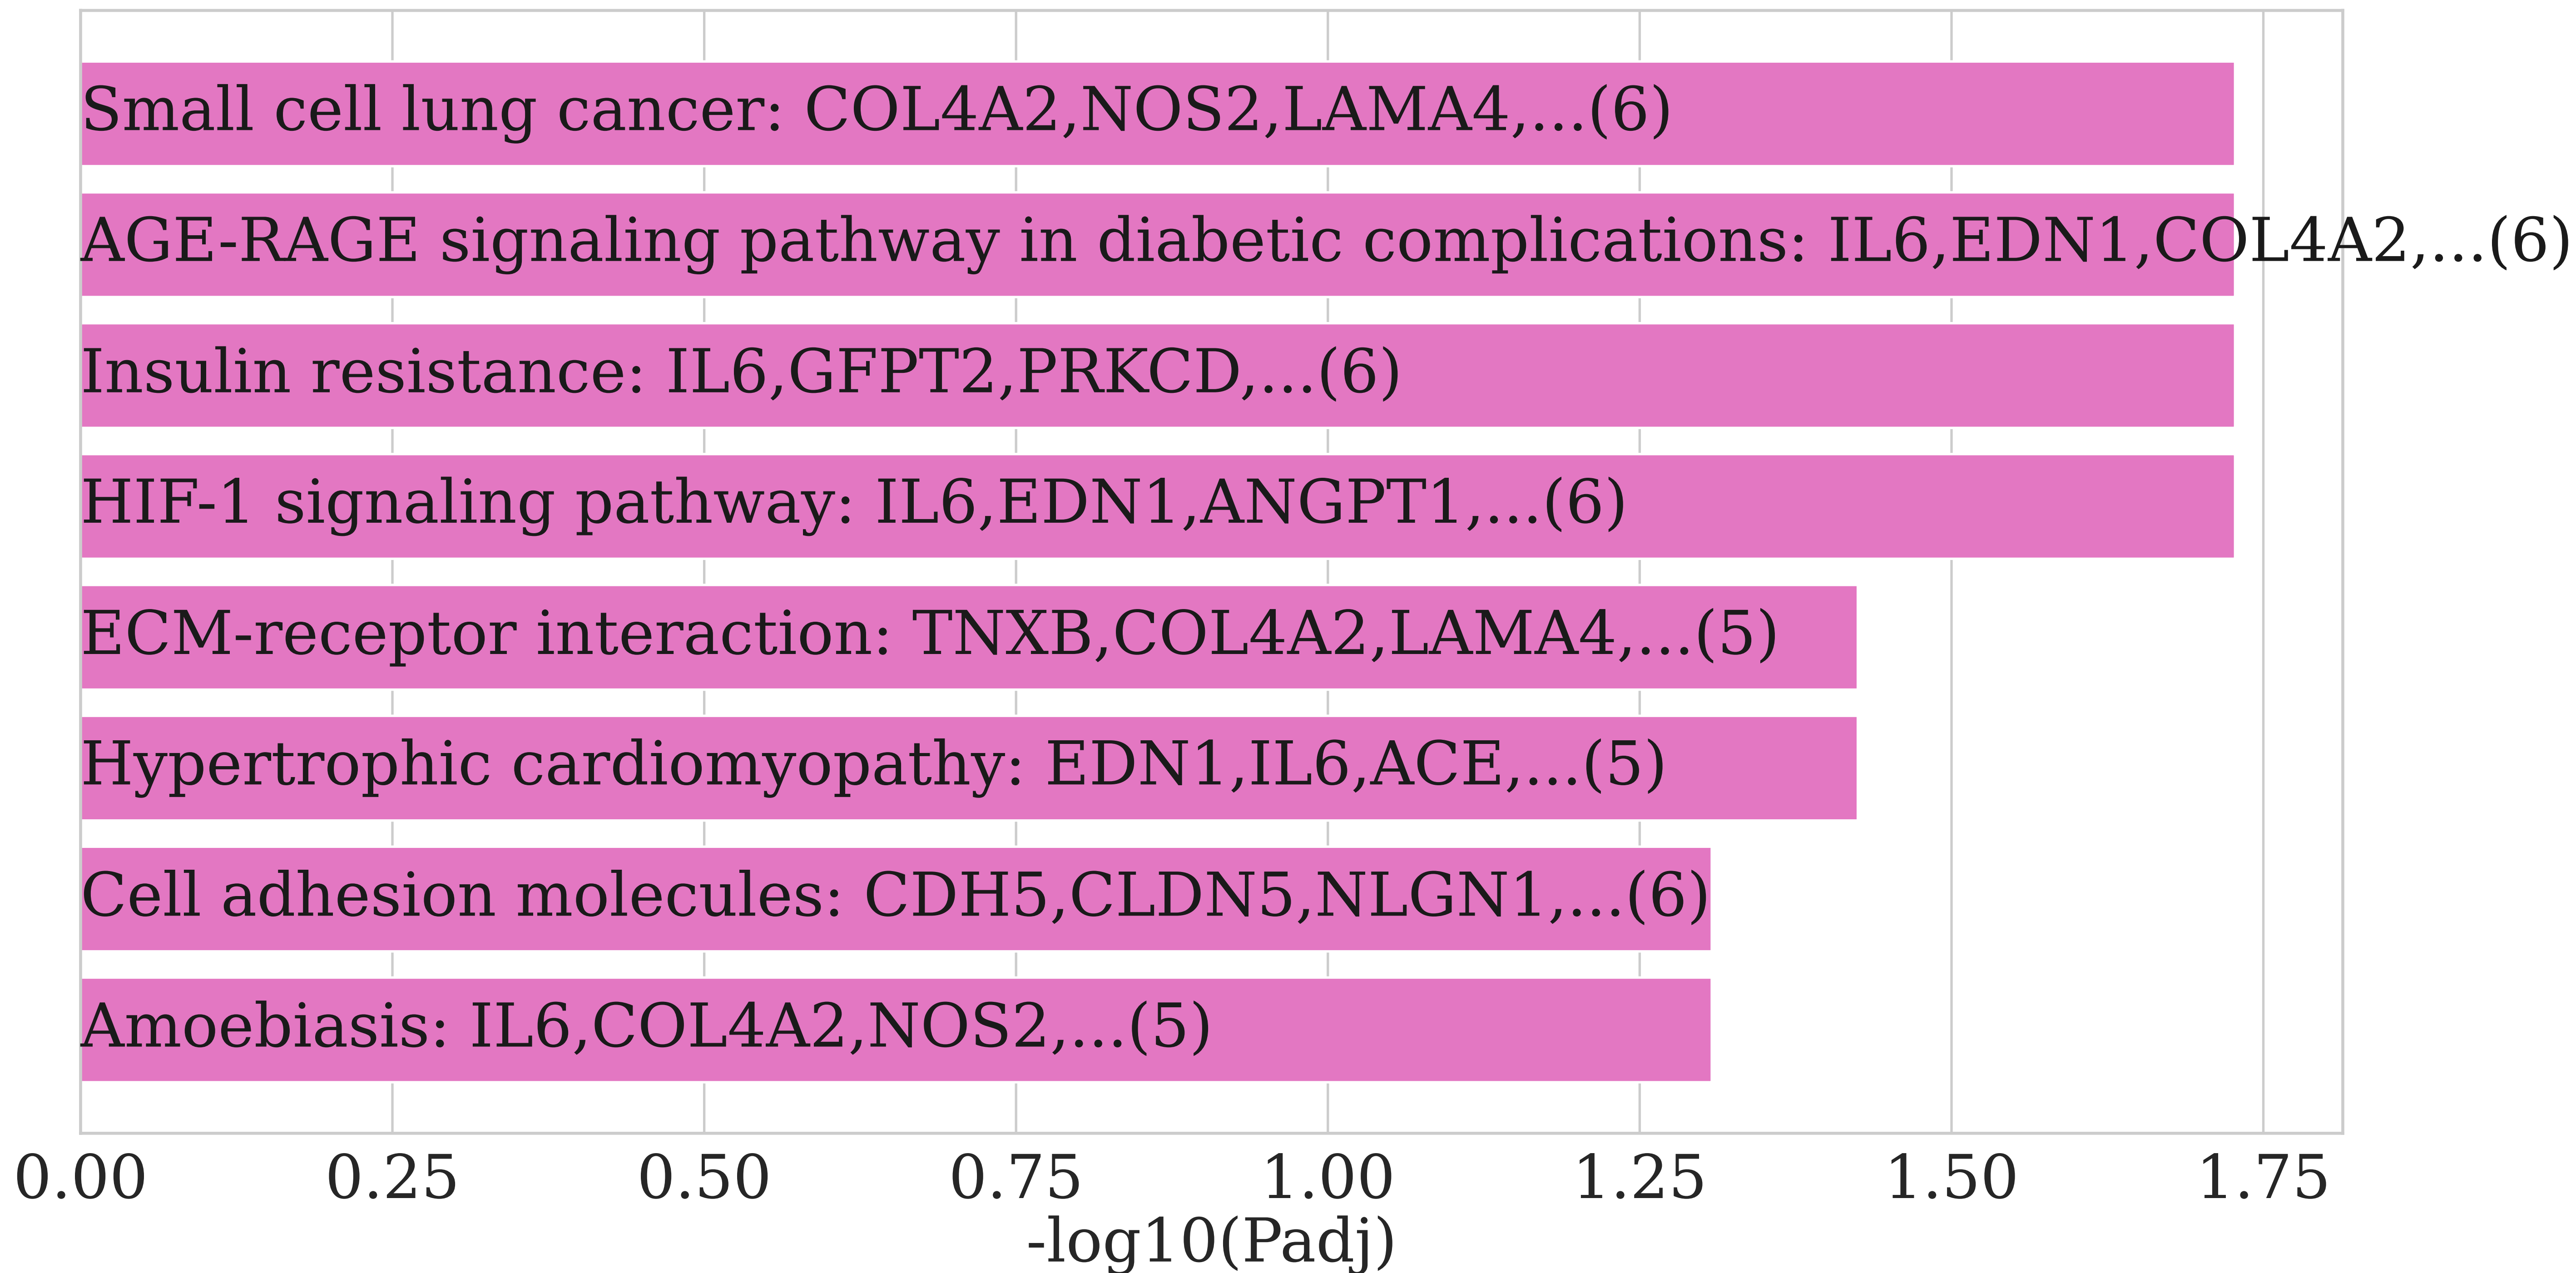 Small cell lung cancer: COL4A2,NOS2,LAMA4,...(6)
AGE-RAGE signaling pathway in diabetic complications: IL6,EDN1,COL4A2,...(6)
Insulin resistance: IL6,GFPT2,PRKCD,...(6)
HIF-1 signaling pathway: IL6,EDN1,ANGPT1,...(6)
ECM-receptor interaction: TNXB,COL4A2,LAMA4,...(5)
Hypertrophic cardiomyopathy: EDN1,IL6,ACE,...(5)
Cell adhesion molecules: CDH5,CLDN5,NLGN1,...(6)
Amoebiasis: IL6,COL4A2,NOS2,...(5)
0.00 0.25 0.50 0.75 1.00 1.25 1.50 1.75
-log10(Padj)